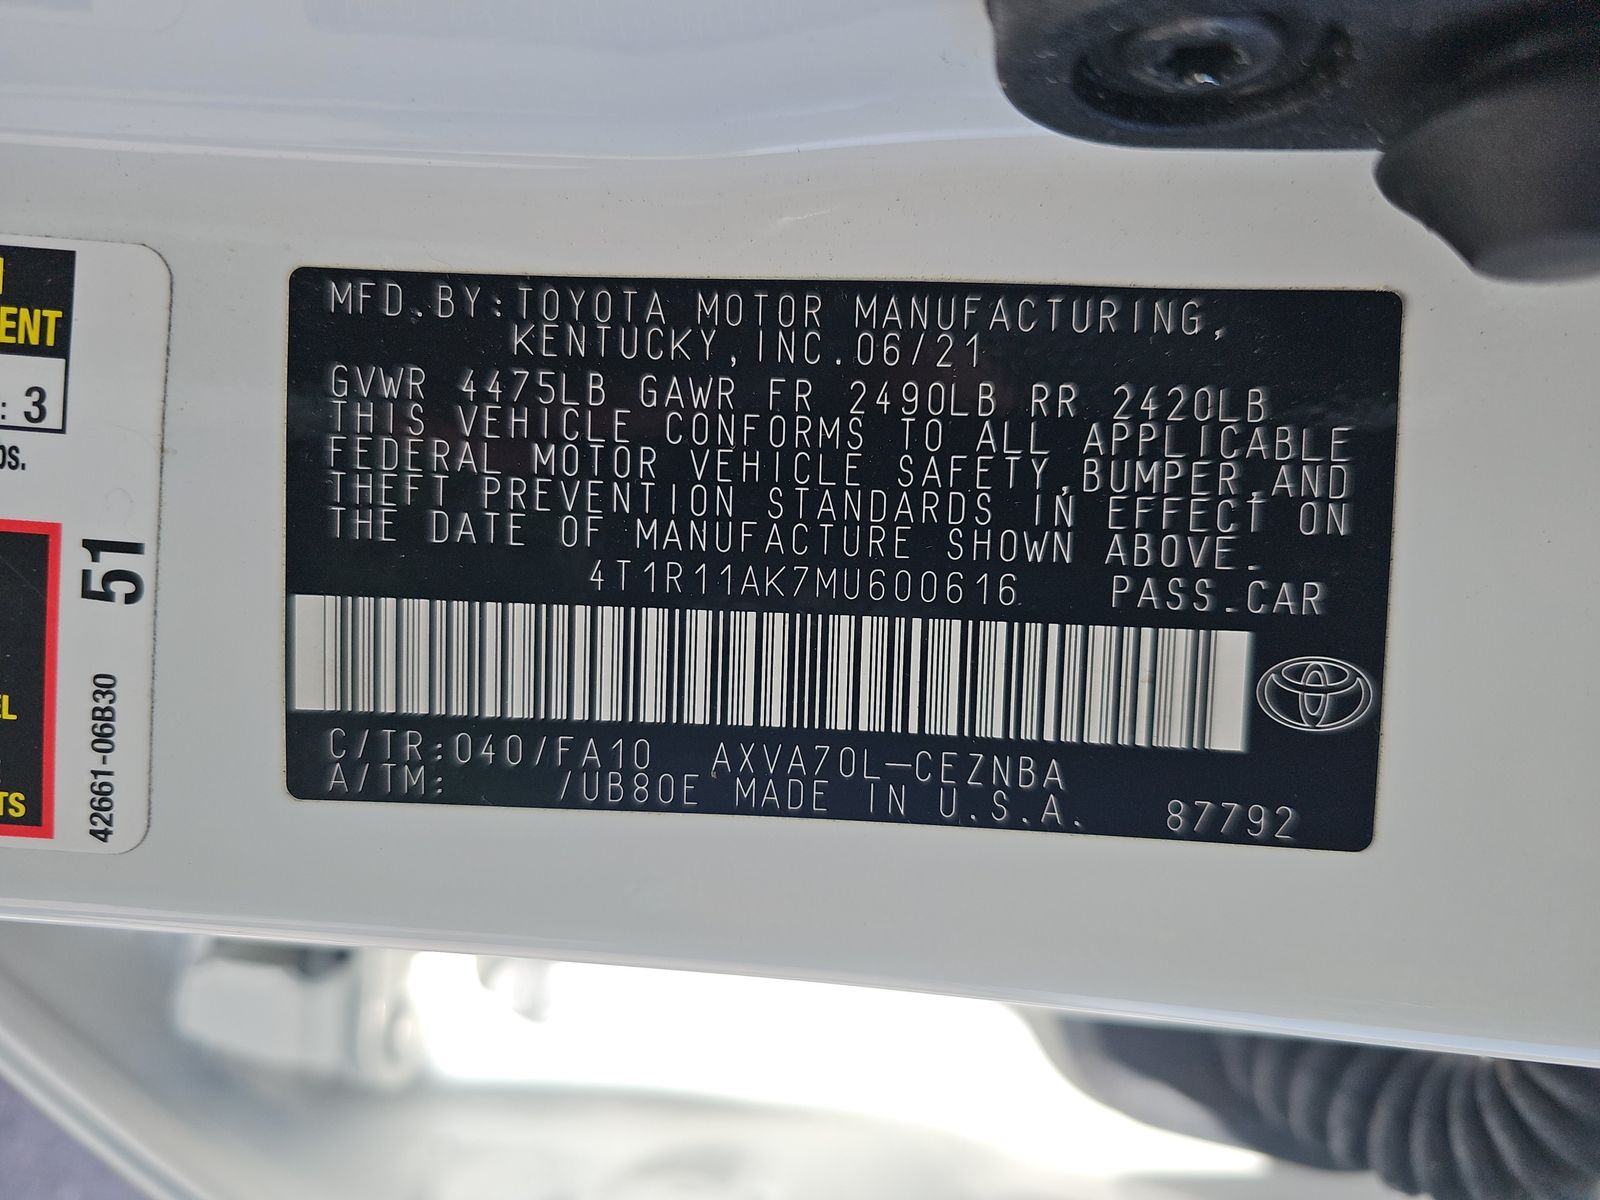 MFD.BY:TOYOTA MOTOR MANUFACTURING,
KENTUCKY,INC.06/21
GVWR 4475LB GAWR FR 2490LB RR 2420LB
THIS VEHICLE CONFORMS TO ALL APPLICABLE
FEDERAL MOTOR VEHICLE SAFETY,BUMPER,AND
THEFT PREVENTION STANDARDS IN EFFECT ON
THE DATE OF MANUFACTURE SHOWN ABOVE.
4T1R11AK7MU600616 PASS.CAR
C/TR:040/FA10 AXVA70L-CEZNBA
A/TM: /UB80E MADE IN U.S.A. 87792
ENT
: 3
51
42661-06B30
EL
TS